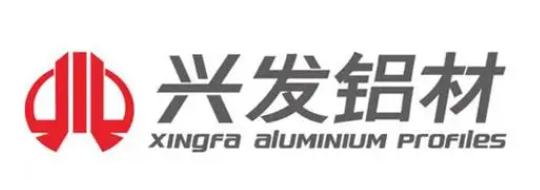 兴发铝材
XINGFA ALUMINIUM PROFILES